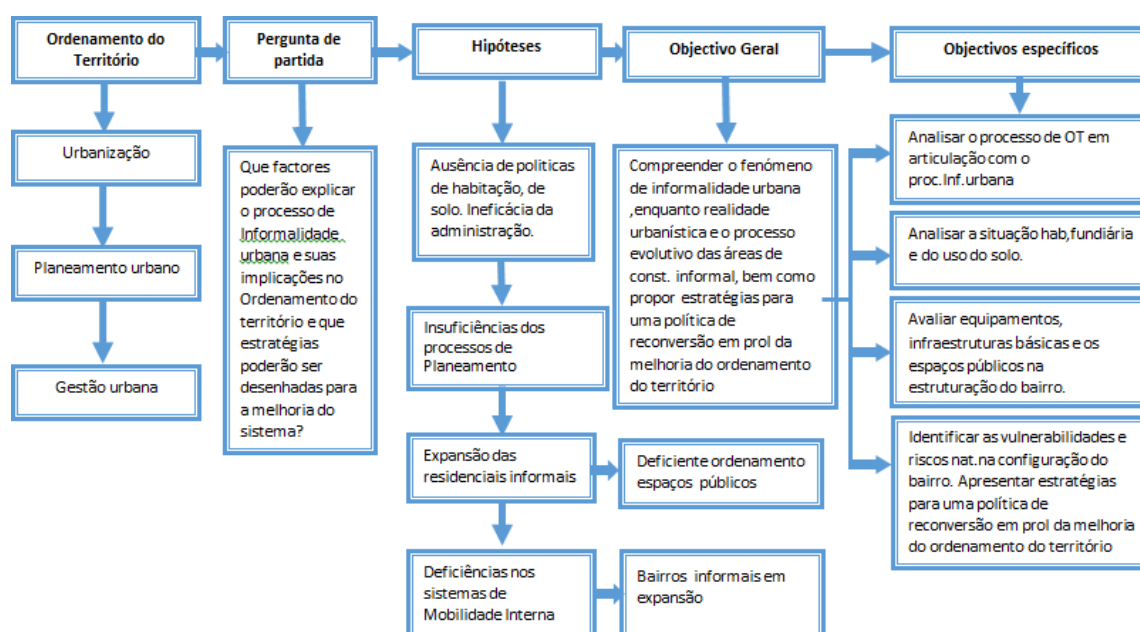 Ordenamento do
Território
Pergunta de
partida
Hipóteses
Objectivo Geral
Objectivos específicos
Urbanização
Planeamento urbano
Gestão urbana
Que factores
poderão explicar
o processo de
Informalidade
urbana e suas
implicações no
Ordenamento do
território e que
estratégias
poderão ser
desenhadas para
a melhoria do
sistema?
Ausência de politicas
de habitação, de
solo. Ineficácia da
administração.
Insuficiências dos
processos de
Planeamento
Expansão das
residenciais informais
Deficiências nos
sistemas de
Mobilidade Interna
Compreender o fenómeno
de informalidade urbana
,enquanto realidade
urbanística e o processo
evolutivo das áreas de
const. informal, bem como
propor estratégias para
uma política de
reconversão em prol da
melhoria do ordenamento
do território
Deficiente ordenamento
espaços públicos
Bairros informais em
expansão
Analisar o processo de OT em
articulação com o
proc.Inf.urbana
Analisar a situação hab,fundiária
e do uso do solo.
Avaliar equipamentos,
infraestruturas básicas e os
espaços públicos na
estruturação do bairro.
Identificar as vulnerabilidades e
riscos nat.na configuração do
bairro. Apresentar estratégias
para uma política de
reconversão em prol da melhoria
do ordenamento do território